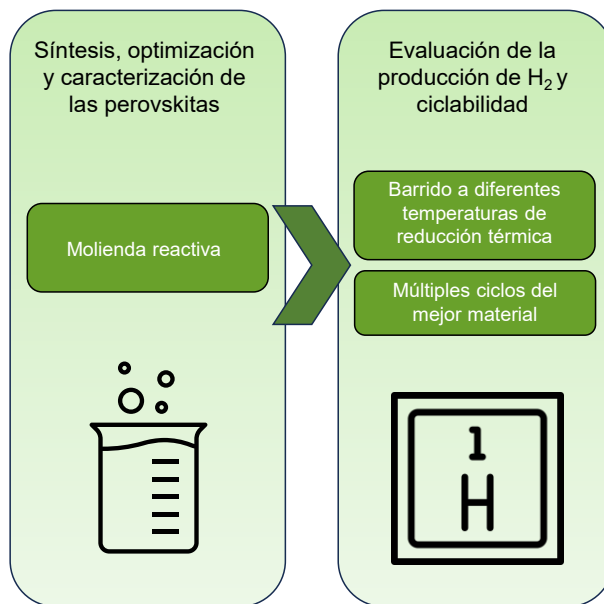 Síntesis, optimización
y caracterización de
las perovskitas
Molienda reactiva
Evaluación de la
producción de H₂ y
ciclabilidad
Barrido a diferentes
temperaturas de
reducción térmica
Múltiples ciclos del
mejor material
1
H